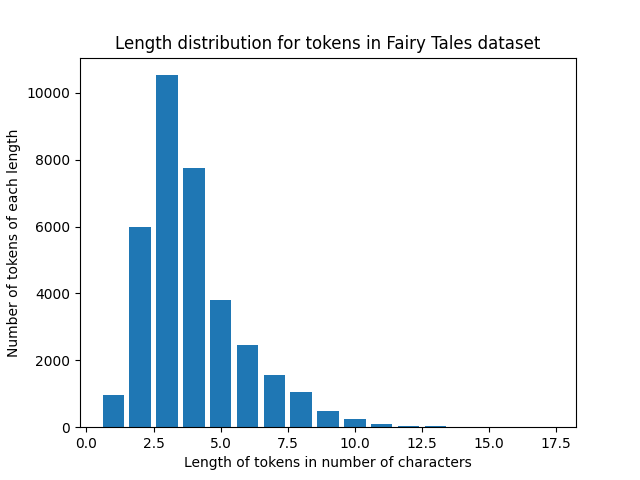 Length distribution for tokens in Fairy Tales dataset
Number of tokens of each length
10000
8000
6000
4000
2000
0
0.0 2.5 5.0 7.5 10.0 12.5 15.0 17.5
Length of tokens in number of characters